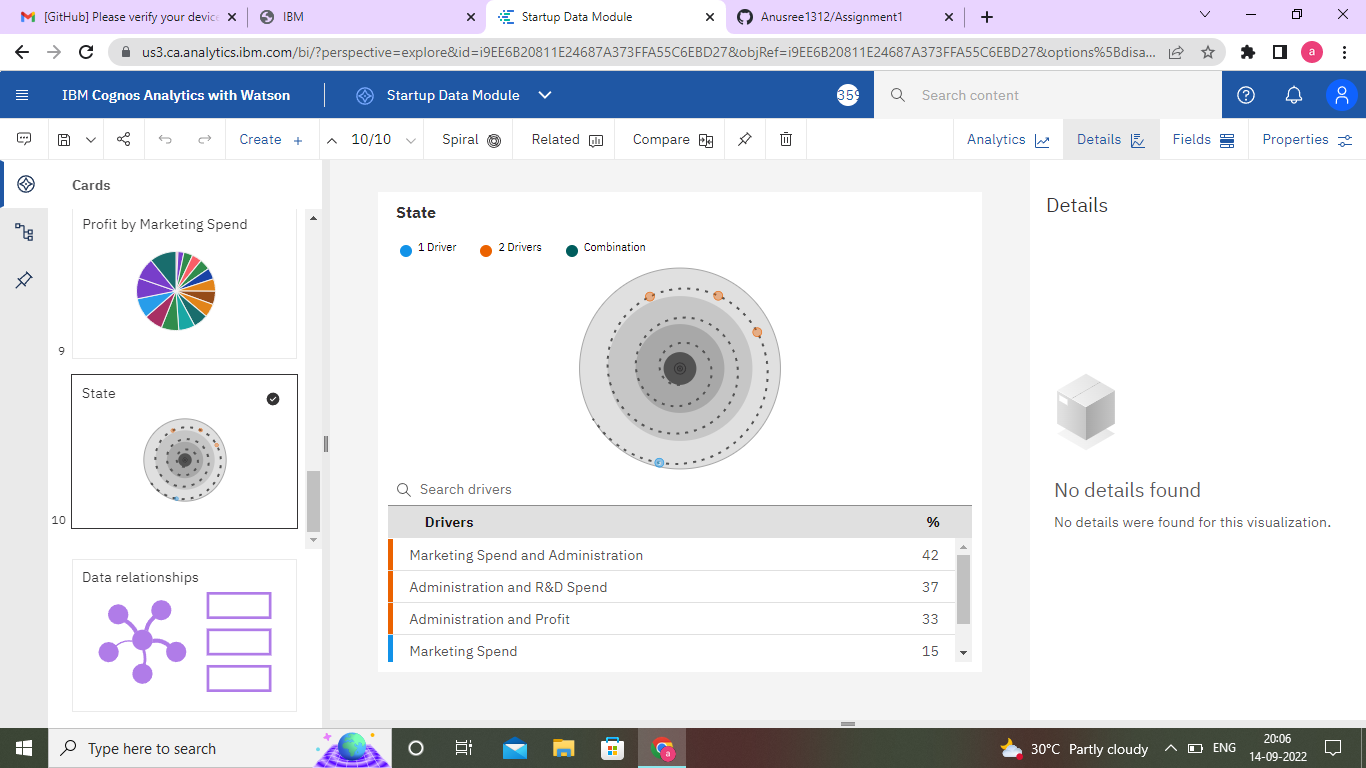 [GitHub] Please verify your device
IBM
Startup Data Module
Anusree1312/Assignment1
us3.ca.analytics.ibm.com/bi/?perspective=explore&id=i9EE6B20811E24687A373FFA55C6EBD27&objRef=i9EE6B20811E24687A373FFA55C6EBD27&options%5Bdisa...
a
IBM Cognos Analytics with Watson
Startup Data Module
Search content
Create +
10/10
Spiral
Related
Compare
Analytics
Details
Fields
Properties
Cards
Profit by Marketing Spend
9
State
10
Data relationships
State
1 Driver
2 Drivers
Combination
Search drivers
Drivers %
Marketing Spend and Administration 42
Administration and R&D Spend 37
Administration and Profit 33
Marketing Spend 15
Details
No details found
No details were found for this visualization.
Type here to search
a
30°C Partly cloudy
ENG
20:06
14-09-2022